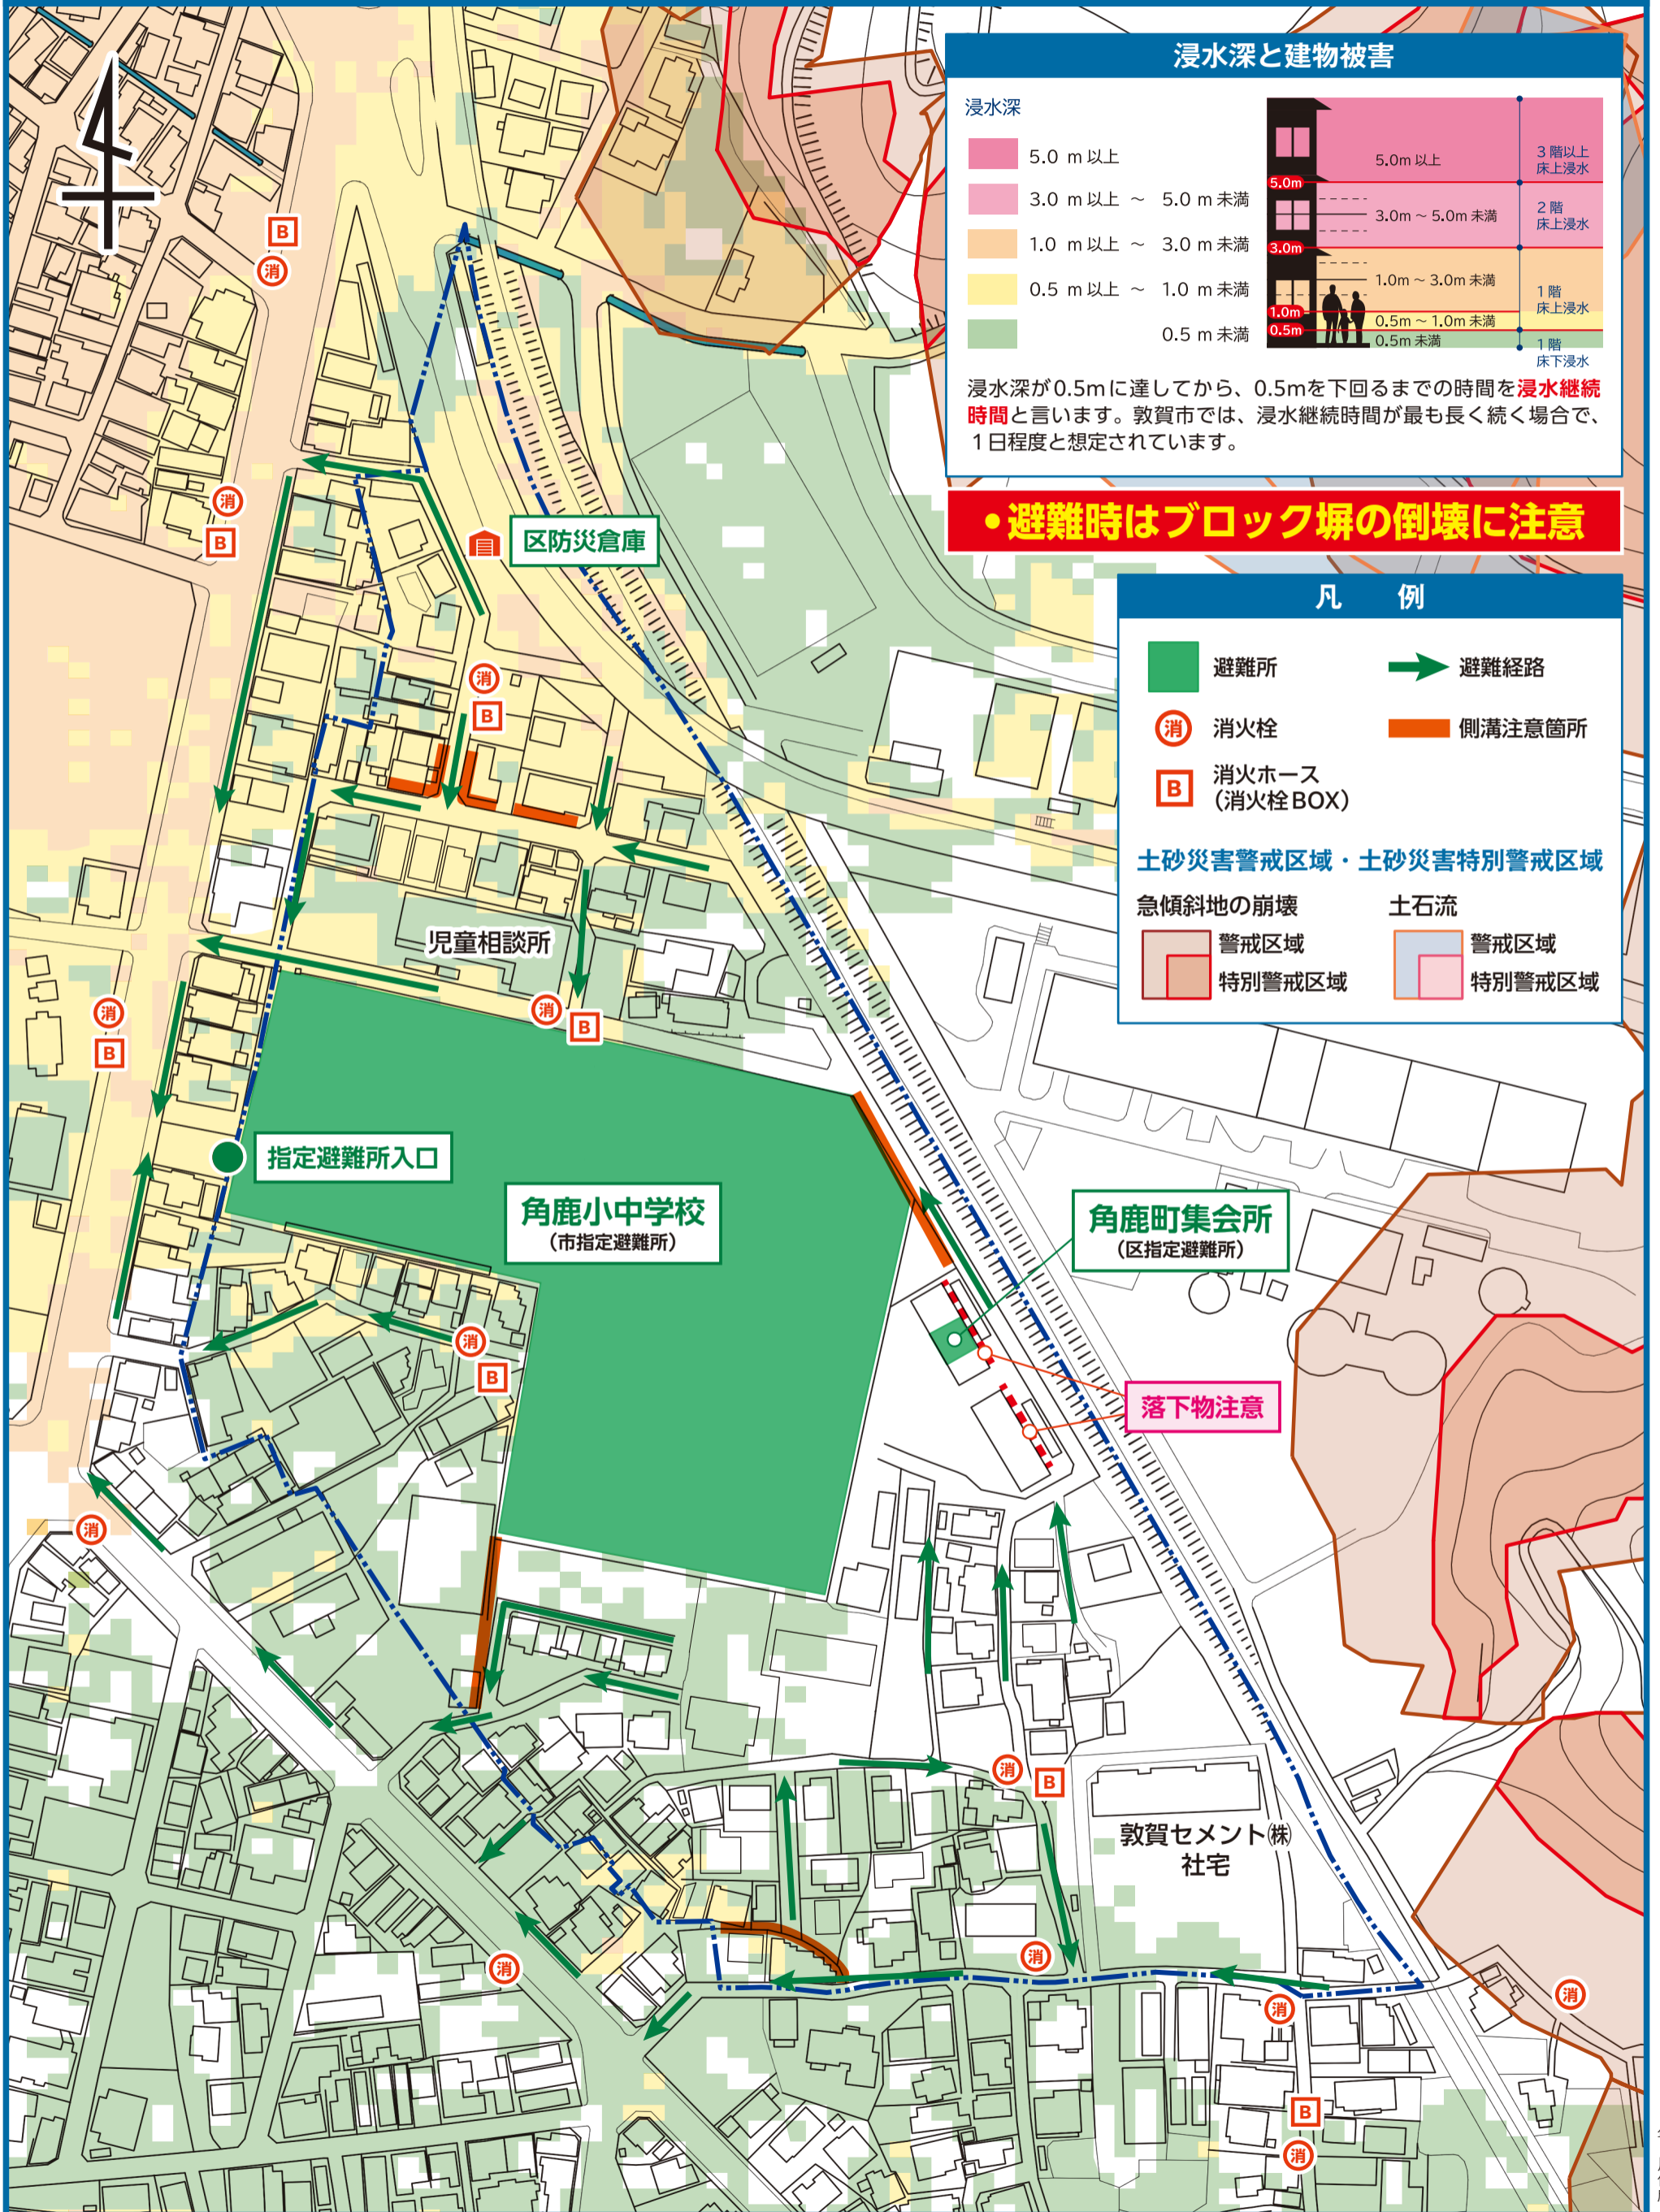 浸水深と建物被害
浸水深
5.0 m 以上
3.0 m 以上 ～ 5.0 m 未満
1.0 m 以上 ～ 3.0 m 未満
0.5 m 以上 ～ 1.0 m 未満
0.5 m 未満
5.0m 以上
3階以上
床上浸水
5.0m
3.0m ～ 5.0m 未満
2階
床上浸水
3.0m
1.0m ～ 3.0m 未満
1階
床上浸水
1.0m
0.5m ～ 1.0m 未満
0.5m
0.5m 未満
1階
床下浸水
浸水深が0.5mに達してから、0.5mを下回るまでの時間を浸水継続
時間と言います。敦賀市では、浸水継続時間が最も長く続く場合で、
1日程度と想定されています。
•避難時はブロック塀の倒壊に注意
凡 例
避難所
避難経路
消 消火栓
側溝注意箇所
B 消火ホース
（消火栓BOX）
土砂災害警戒区域・土砂災害特別警戒区域
急傾斜地の崩壊
土石流
警戒区域
特別警戒区域
警戒区域
特別警戒区域
B
消
消
B
区防災倉庫
消
B
児童相談所
消
B
消
B
指定避難所入口
角鹿小中学校
（市指定避難所）
角鹿町集会所
（区指定避難所）
消
B
落下物注意
消
消
B
敦賀セメント㈱
社宅
消
消
消
消
B
消